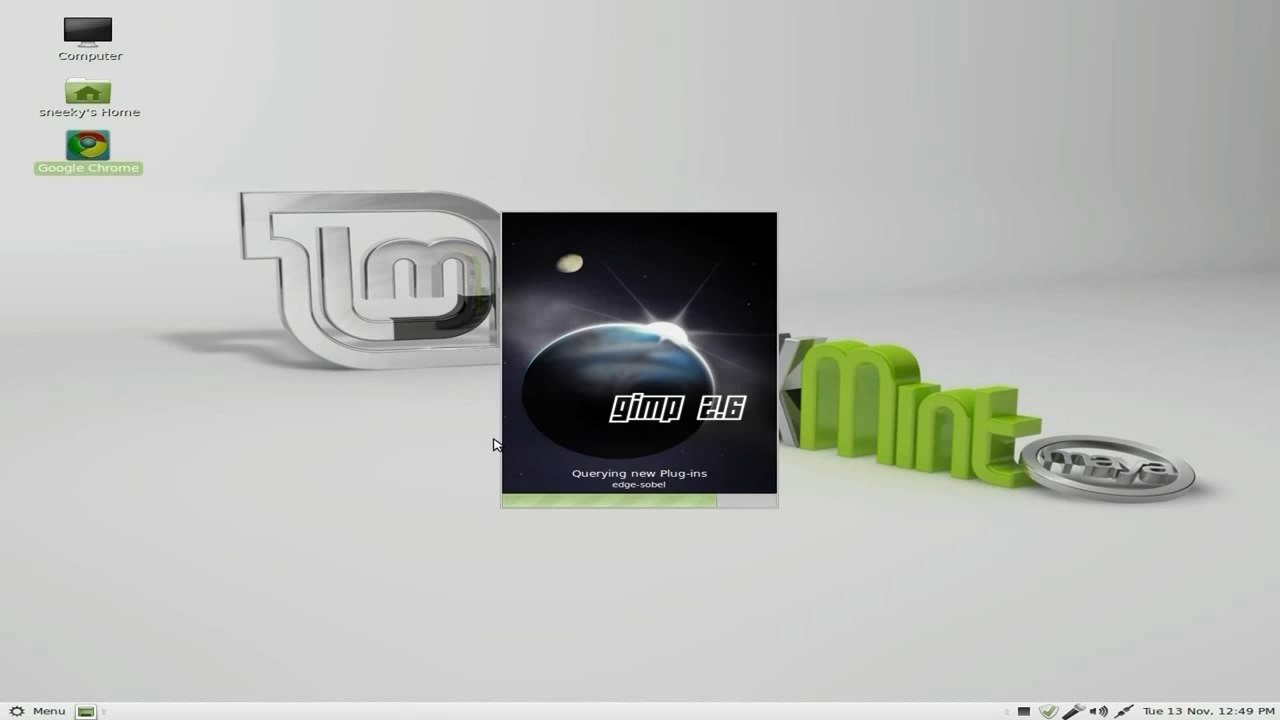 Computer
sneeky's Home
Google Chrome
gimp 2.6
Querying new Plug-ins
edge-sobel
Mint
maya
Menu
Tue 13 Nov, 12:49 PM